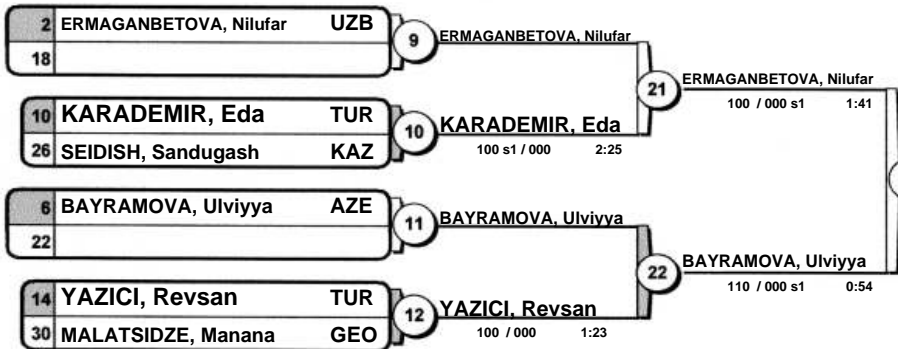 2 ERMAGANBETOVA, Nilufar UZB
18
9
ERMAGANBETOVA, Nilufar
10 KARADEMIR, Eda TUR
26 SEIDISH, Sandugash KAZ
10
KARADEMIR, Eda
100 s1 / 000 2:25
21
ERMAGANBETOVA, Nilufar
100 / 000 s1 1:41
6 BAYRAMOVA, Ulviyya AZE
22
11
BAYRAMOVA, Ulviyya
14 YAZICI, Revsan TUR
30 MALATSIDZE, Manana GEO
12
YAZICI, Revsan
100 / 000 1:23
22
BAYRAMOVA, Ulviyya
110 / 000 s1 0:54